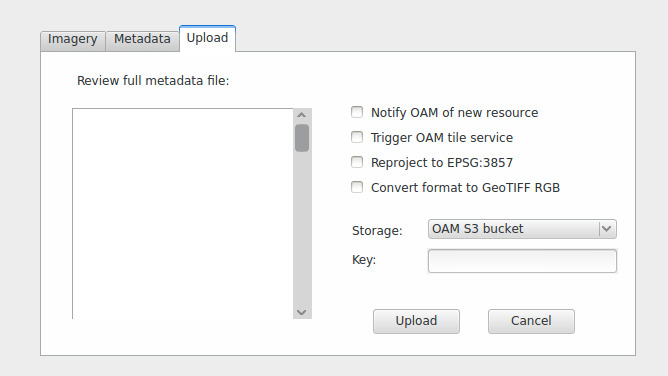 Imagery
Metadata
Upload
Review full metadata file:
Notify OAM of new resource
Trigger OAM tile service
Reproject to EPSG:3857
Convert format to GeoTIFF RGB
Storage:
OAM S3 bucket
Key:
Upload
Cancel